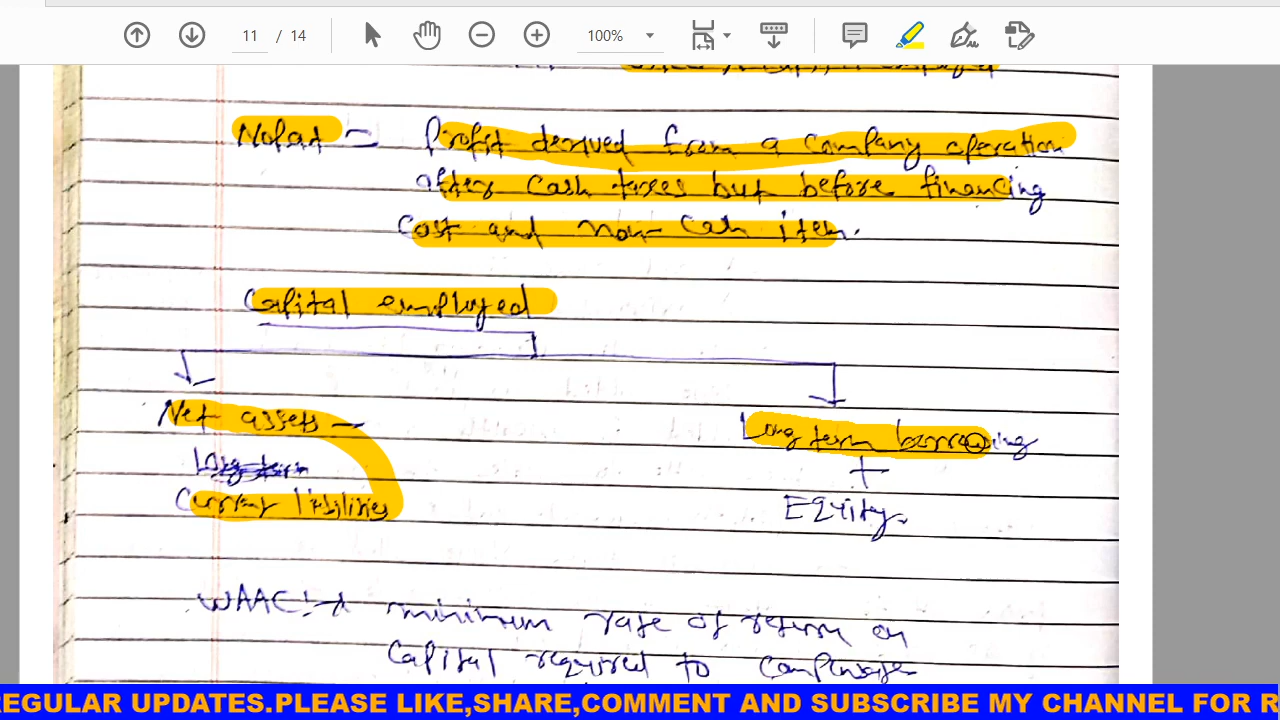 11 / 14
100%
Nopat = Profit derived from a Company operation
after cash taxes but before financing
Cost and non-Cash item.
Capital employed
Net assets - Long term borrowing
+
Current liabilities Equity.
WAAC:→ minimum rate of return on
Capital required to compensate
REGULAR UPDATES.PLEASE LIKE,SHARE,COMMENT AND SUBSCRIBE MY CHANNEL FOR R